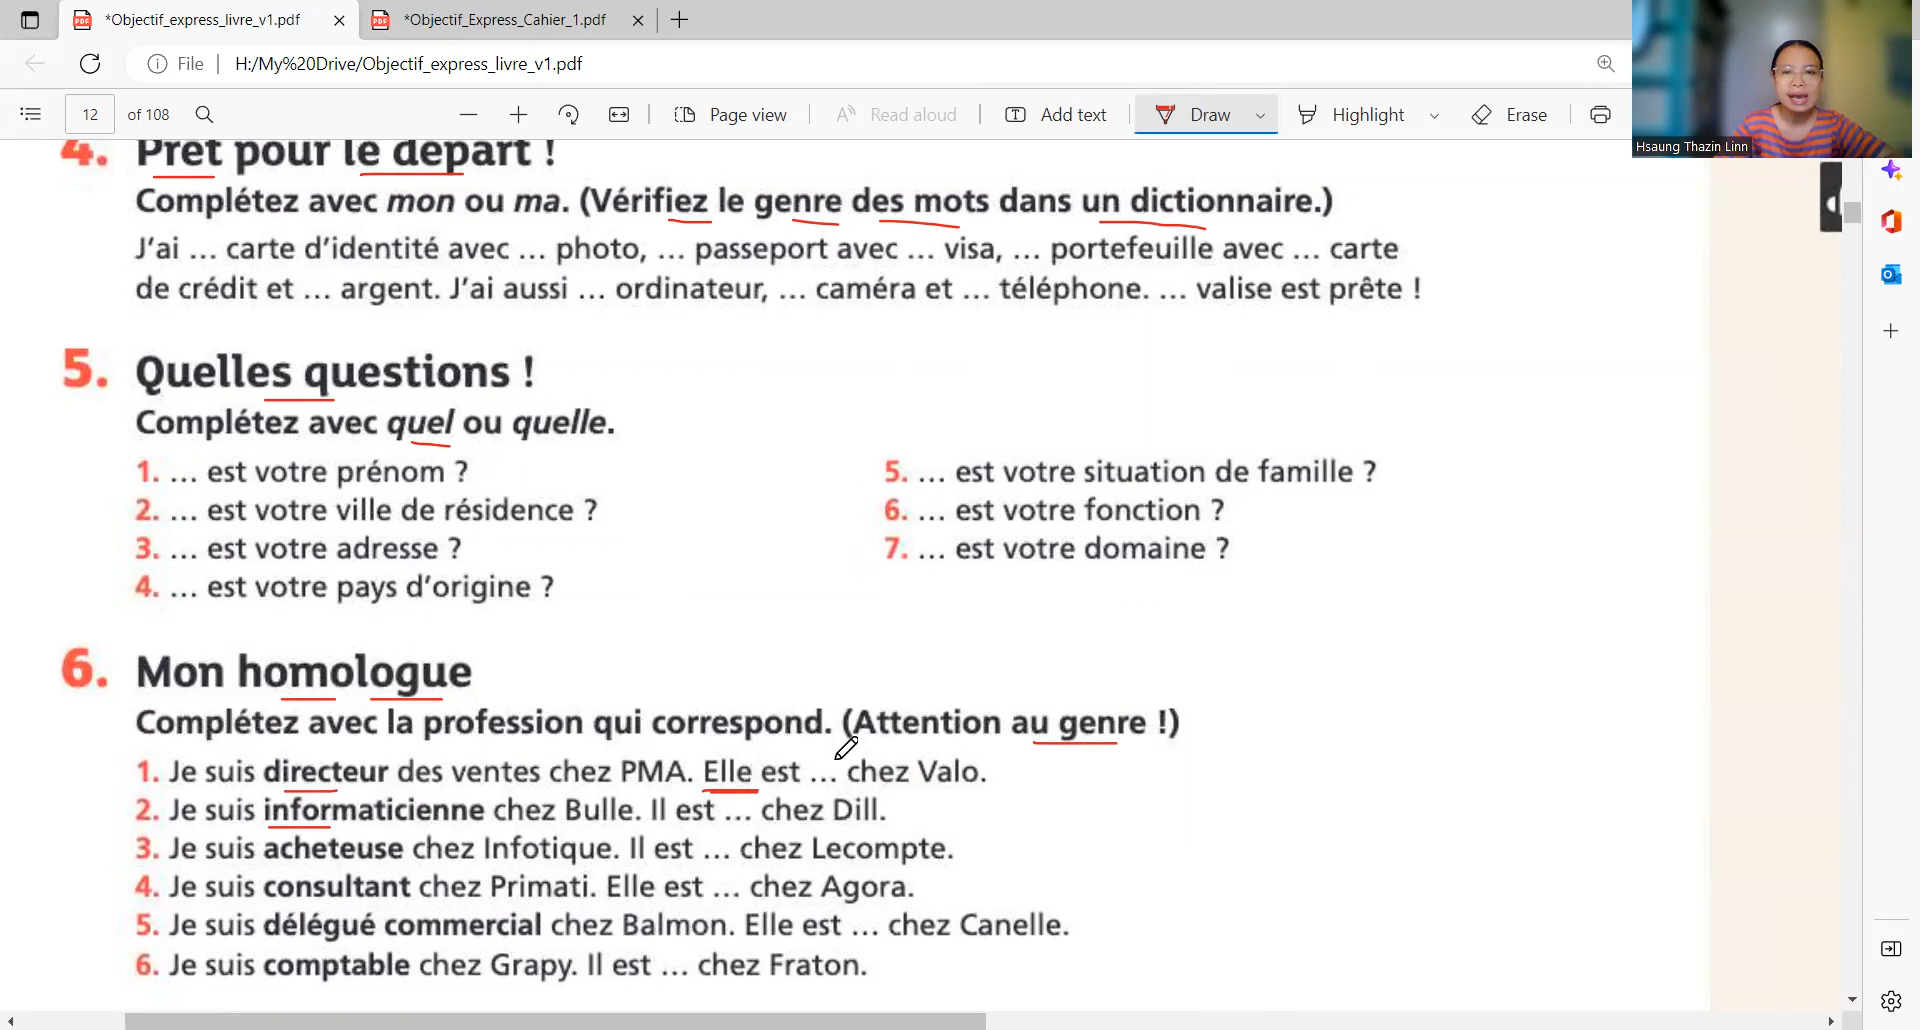 *Objectif_express_livre_v1.pdf
*Objectif_Express_Cahier_1.pdf
File
H:/My%20Drive/Objectif_express_livre_v1.pdf
12 of 108
Page view
Read aloud
Add text
Draw
Highlight
Erase
Hsaung Thazin Linn
4. Prêt pour le départ !
Complétez avec mon ou ma. (Vérifiez le genre des mots dans un dictionnaire.)
J’ai … carte d’identité avec … photo, … passeport avec … visa, … portefeuille avec … carte
de crédit et … argent. J’ai aussi … ordinateur, … caméra et … téléphone. … valise est prête !
5. Quelles questions !
Complétez avec quel ou quelle.
1. … est votre prénom ?
2. … est votre ville de résidence ?
3. … est votre adresse ?
4. … est votre pays d’origine ?
5. … est votre situation de famille ?
6. … est votre fonction ?
7. … est votre domaine ?
6. Mon homologue
Complétez avec la profession qui correspond. (Attention au genre !)
1. Je suis directeur des ventes chez PMA. Elle est … chez Valo.
2. Je suis informaticienne chez Bulle. Il est … chez Dill.
3. Je suis acheteuse chez Infotique. Il est … chez Lecompte.
4. Je suis consultant chez Primati. Elle est … chez Agora.
5. Je suis délégué commercial chez Balmon. Elle est … chez Canelle.
6. Je suis comptable chez Grapy. Il est … chez Fraton.